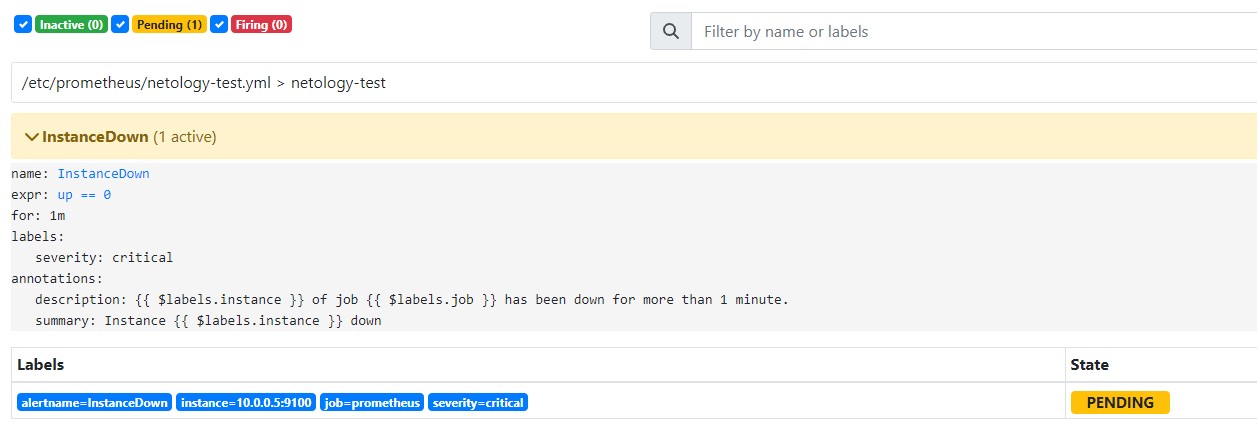 Inactive (0) Pending (1) Firing (0)
Filter by name or labels
/etc/prometheus/netology-test.yml > netology-test
InstanceDown (1 active)
name: InstanceDown
expr: up == 0
for: 1m
labels:
severity: critical
annotations:
description: {{ $labels.instance }} of job {{ $labels.job }} has been down for more than 1 minute.
summary: Instance {{ $labels.instance }} down
Labels State
alertname=InstanceDown instance=10.0.0.5:9100 job=prometheus severity=critical PENDING